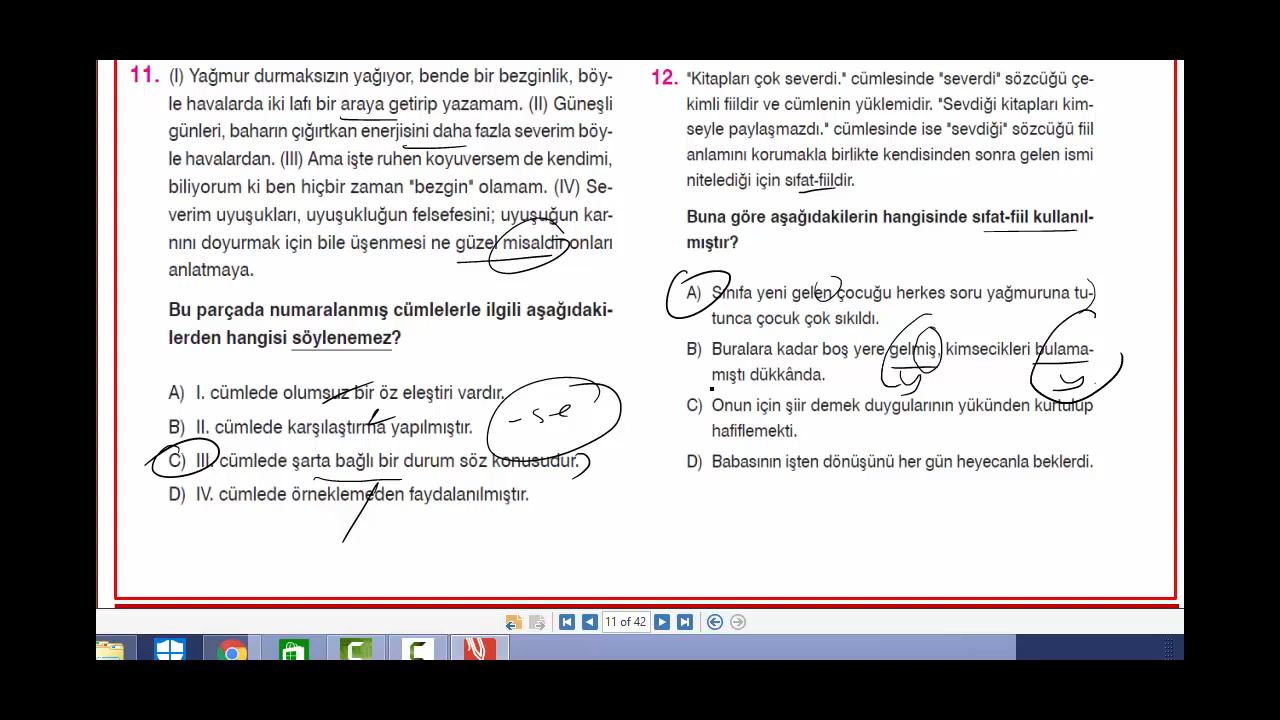 11. (I) Yağmur durmaksızın yağıyor, bende bir bezginlik, böy-
le havalarda iki lafı bir araya getirip yazamam. (II) Güneşli
günleri, baharın çığırtkan enerjisini daha fazla severim böy-
le havalardan. (III) Ama işte ruhen koyuversem de kendimi,
biliyorum ki ben hiçbir zaman "bezgin" olamam. (IV) Se-
verim uyuşukları, uyuşukluğun felsefesini; uyuşuğun kar-
nını doyurmak için bile üşenmesi ne güzel misaldir onları
anlatmaya.
Bu parçada numaralanmış cümlelerle ilgili aşağıdaki-
lerden hangisi söylenemez?
A) I. cümlede olumsuz bir öz eleştiri vardır.
B) II. cümlede karşılaştırma yapılmıştır.
C) III. cümlede şarta bağlı bir durum söz konusudur.
D) IV. cümlede örneklemeden faydalanılmıştır.
-se
12. "Kitapları çok severdi." cümlesinde "severdi" sözcüğü çe-
kimli fiildir ve cümlenin yüklemidir. "Sevdiği kitapları kim-
seyle paylaşmazdı." cümlesinde ise "sevdiği" sözcüğü fiil
anlamını korumakla birlikte kendisinden sonra gelen ismi
nitelediği için sıfat-fiildir.
Buna göre aşağıdakilerin hangisinde sıfat-fiil kullanıl-
mıştır?
A) Sınıfa yeni gelen çocuğu herkes soru yağmuruna tu-
tunca çocuk çok sıkıldı.
B) Buralara kadar boş yere gelmiş, kimsecikleri bulama-
mıştı dükkânda.
y
y
C) Onun için şiir demek duygularının yükünden kurtulup
hafiflemekti.
D) Babasının işten dönüşünü her gün heyecanla beklerdi.
11 of 42